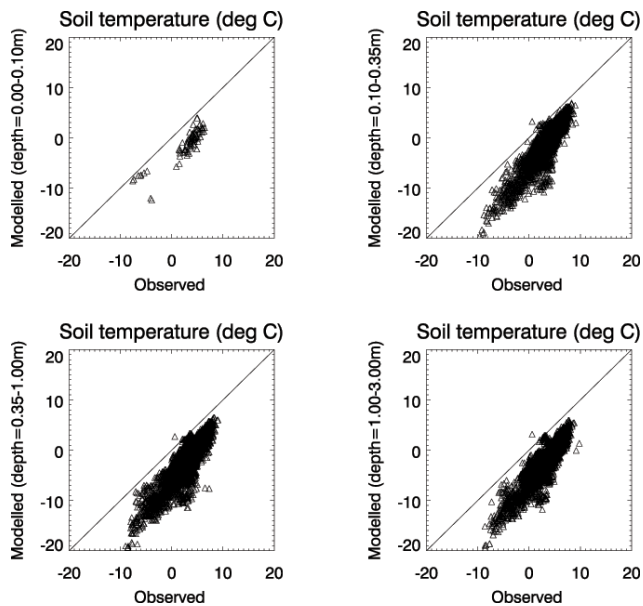 Soil temperature (deg C)
Modelled (depth=0.00-0.10m)
20
10
0
-10
-20
-20 -10 0 10 20
Observed
Soil temperature (deg C)
Modelled (depth=0.10-0.35m)
20
10
0
-10
-20
-20 -10 0 10 20
Observed
Soil temperature (deg C)
Modelled (depth=0.35-1.00m)
20
10
0
-10
-20
-20 -10 0 10 20
Observed
Soil temperature (deg C)
Modelled (depth=1.00-3.00m)
20
10
0
-10
-20
-20 -10 0 10 20
Observed